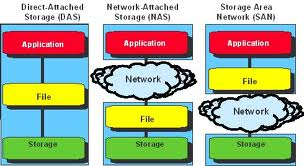 Direct-Attached
Storage (DAS)
Application
File
Storage
Network-Attached
Storage (NAS)
Application
Network
File
Storage
Storage Area
Network (SAN)
Application
File
Network
Storage